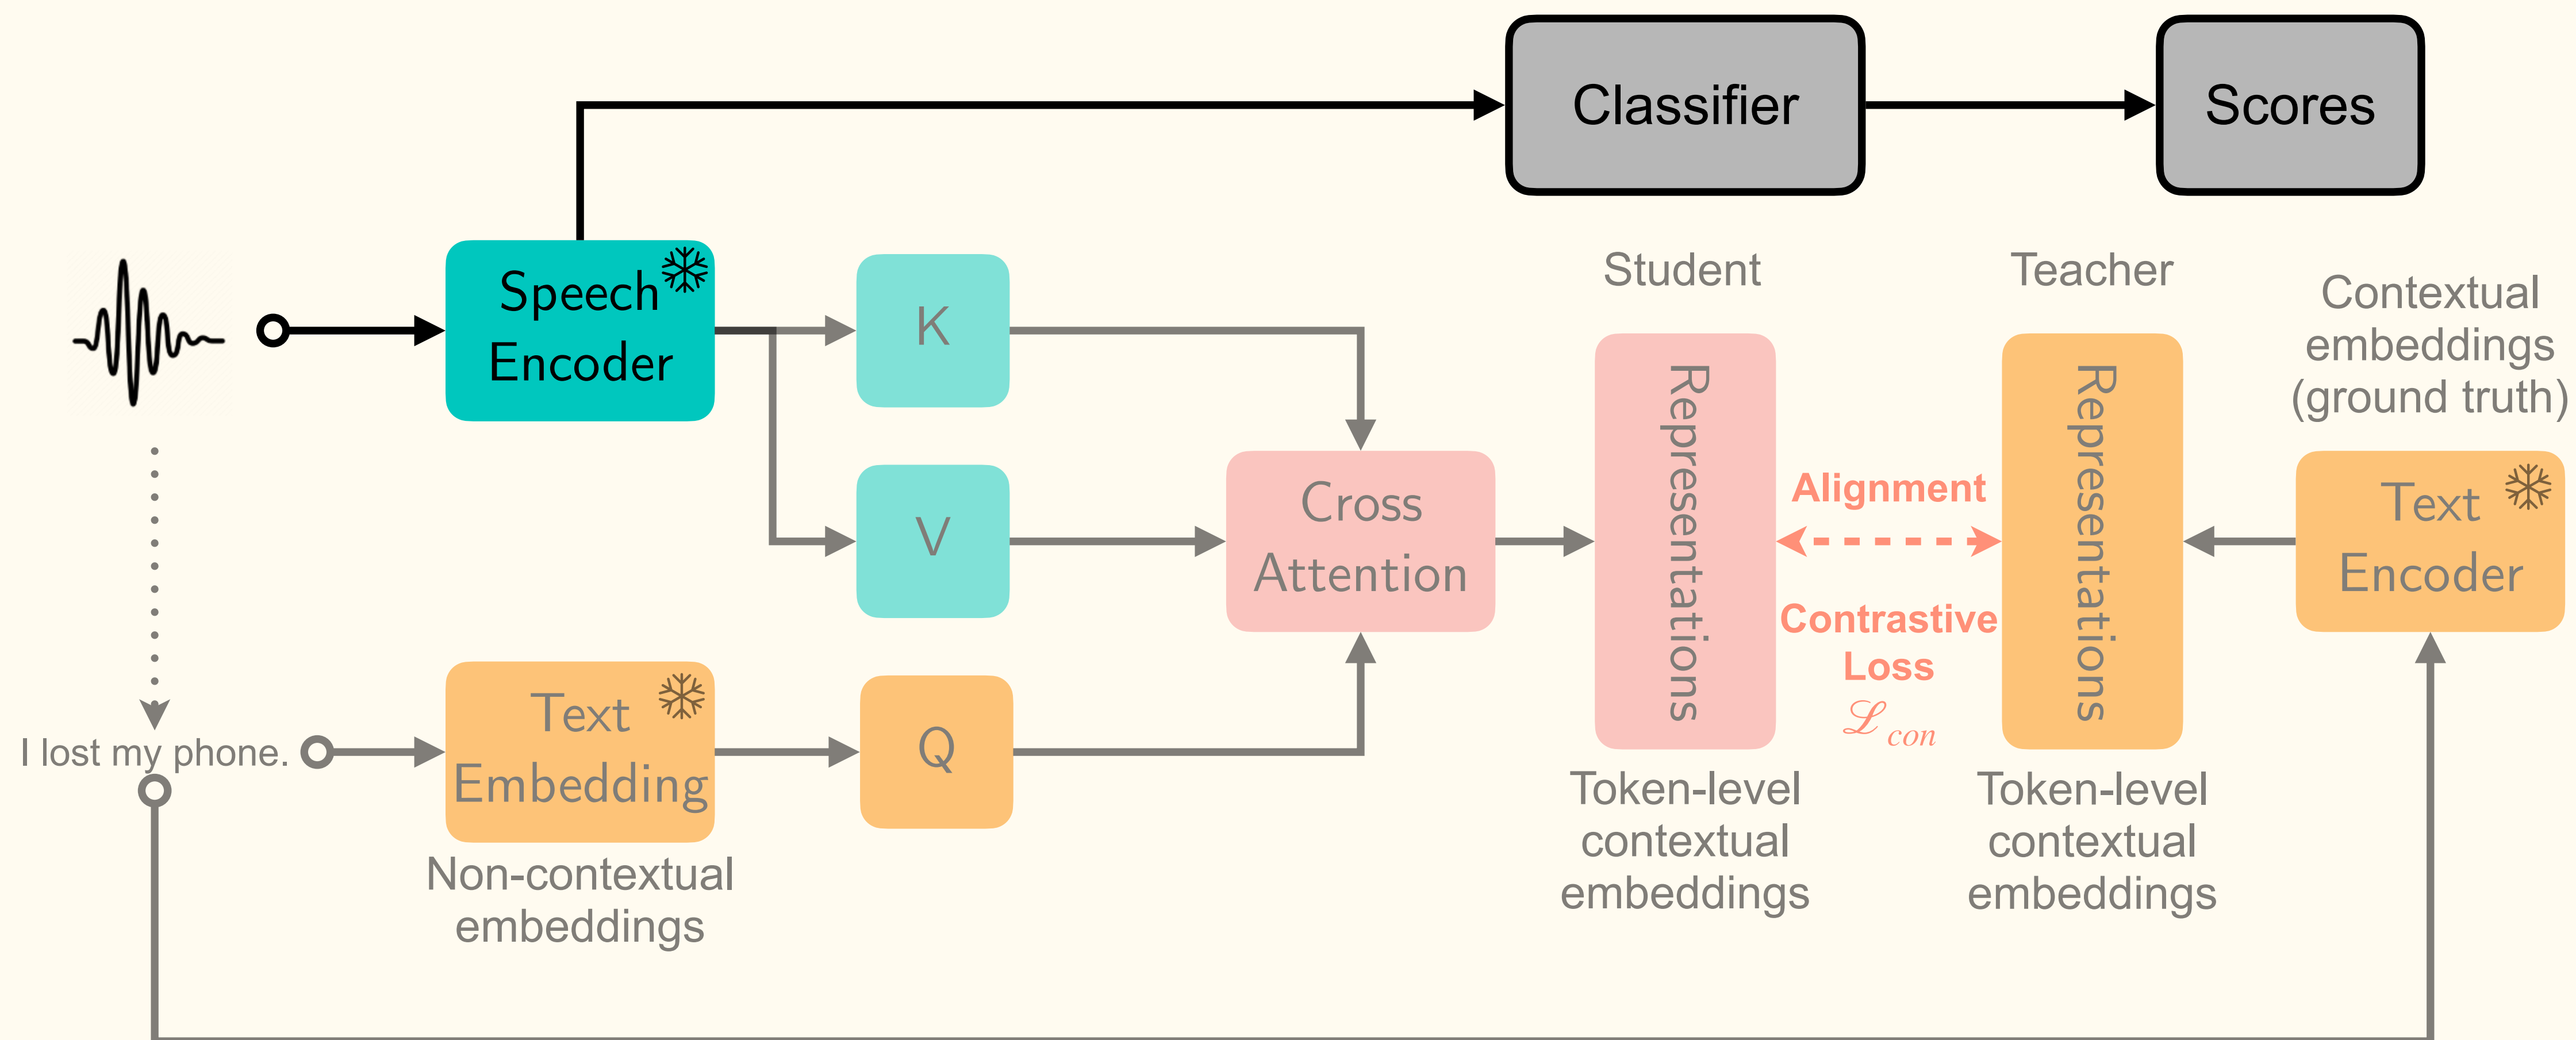 Classifier
Scores
Speech
Encoder
K
Student
Teacher
Contextual
embeddings
(ground truth)
V
Cross
Attention
Representations
Alignment
Contrastive
Loss
ℒ con
Representations
Text
Encoder
I lost my phone.
Text
Embedding
Q
Non-contextual
embeddings
Token-level
contextual
embeddings
Token-level
contextual
embeddings